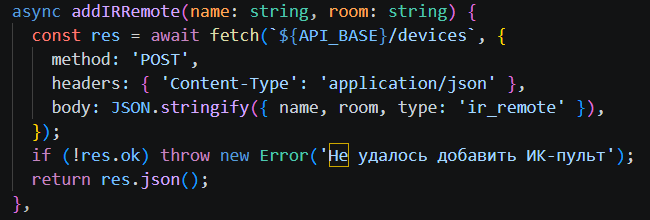 async addIRRemote(name: string, room: string) {
  const res = await fetch(`${API_BASE}/devices`, {
    method: 'POST',
    headers: { 'Content-Type': 'application/json' },
    body: JSON.stringify({ name, room, type: 'ir_remote' }),
  });
  if (!res.ok) throw new Error('Не удалось добавить ИК-пульт');
  return res.json();
},